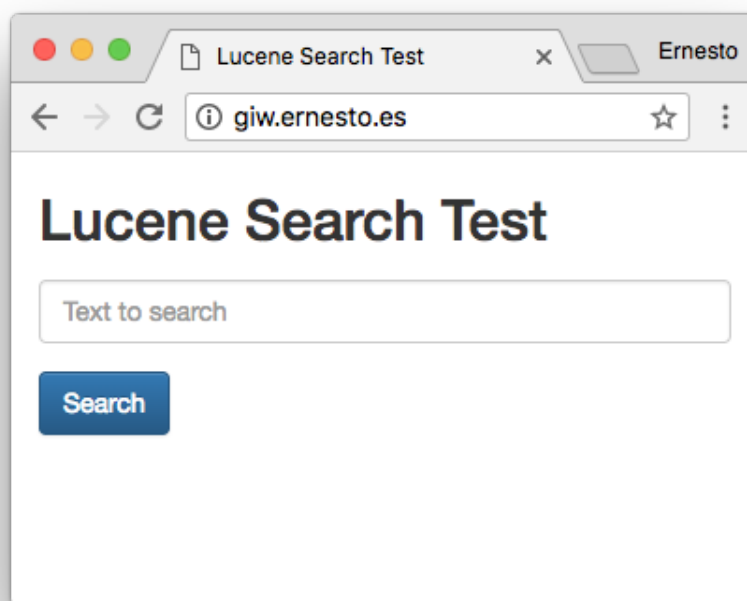 Lucene Search Test
Ernesto
giw.ernesto.es
Lucene Search Test
Text to search
Search